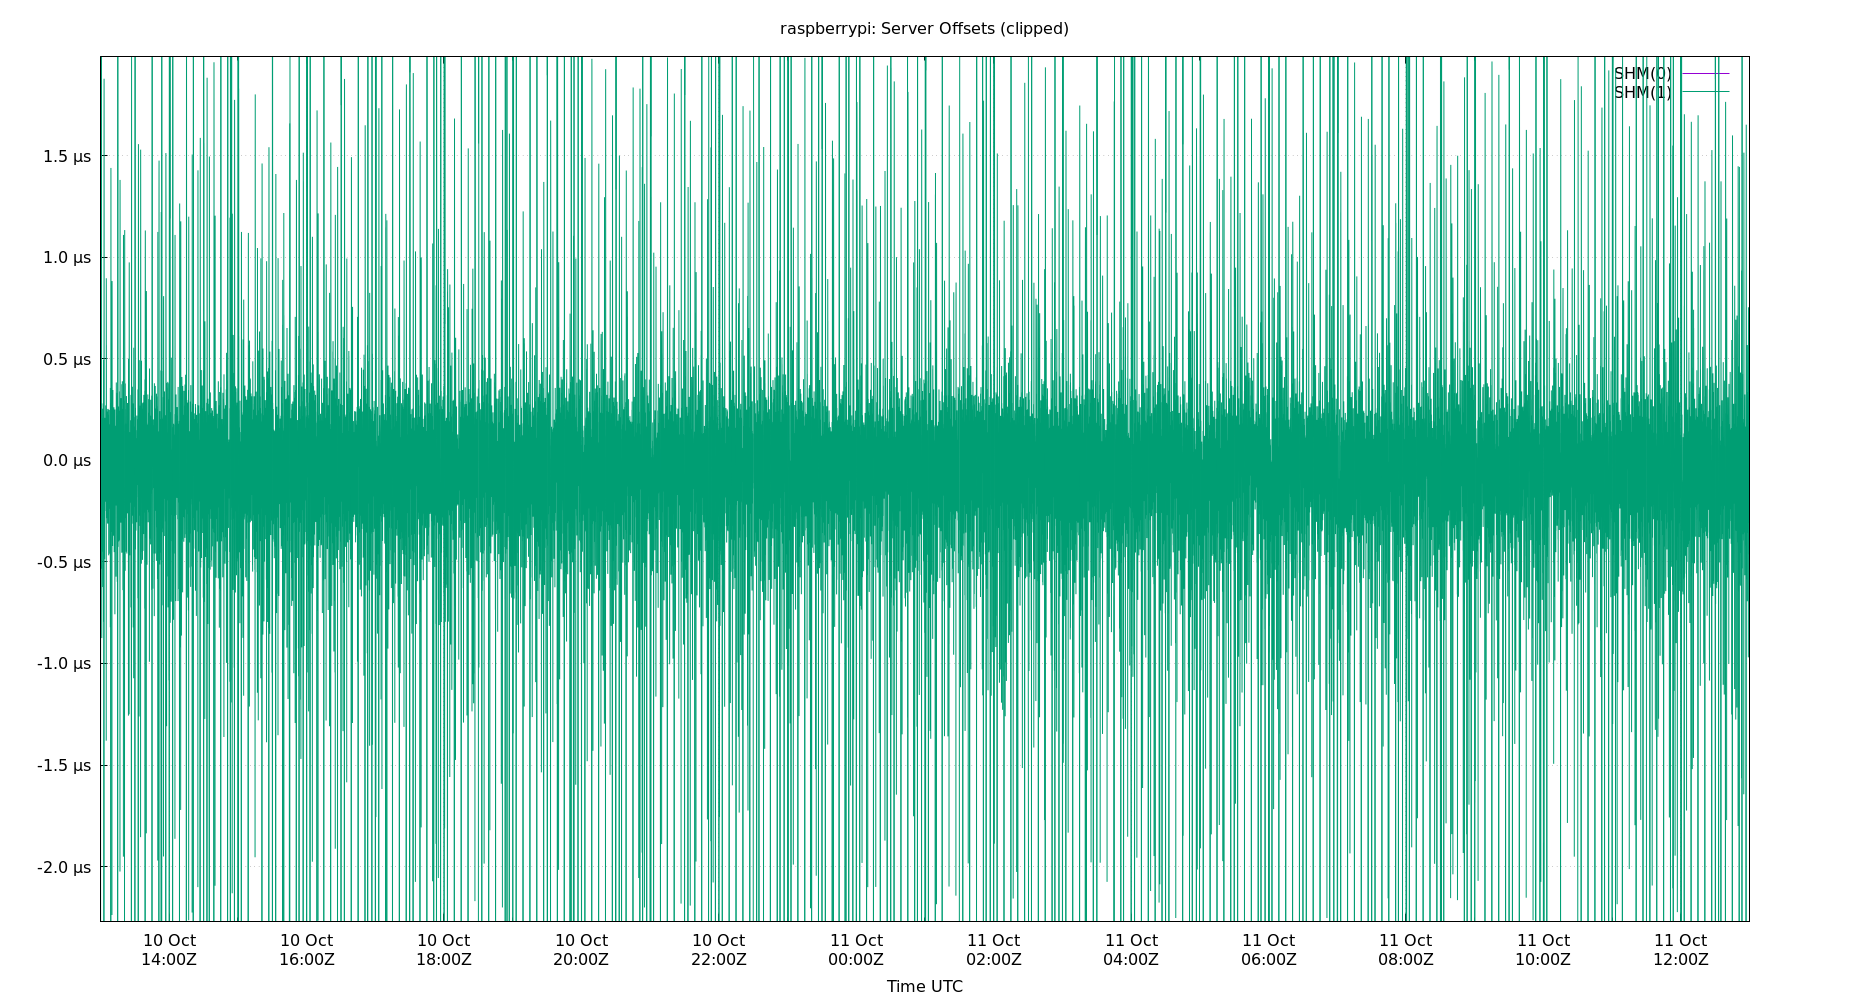 raspberrypi: Server Offsets (clipped)
SHM(0)
SHM(1)
1.5 µs
1.0 µs
0.5 µs
0.0 µs
-0.5 µs
-1.0 µs
-1.5 µs
-2.0 µs
10 Oct 10 Oct 10 Oct 10 Oct 10 Oct 11 Oct 11 Oct 11 Oct 11 Oct 11 Oct 11 Oct 11 Oct
14:00Z 16:00Z 18:00Z 20:00Z 22:00Z 00:00Z 02:00Z 04:00Z 06:00Z 08:00Z 10:00Z 12:00Z
Time UTC